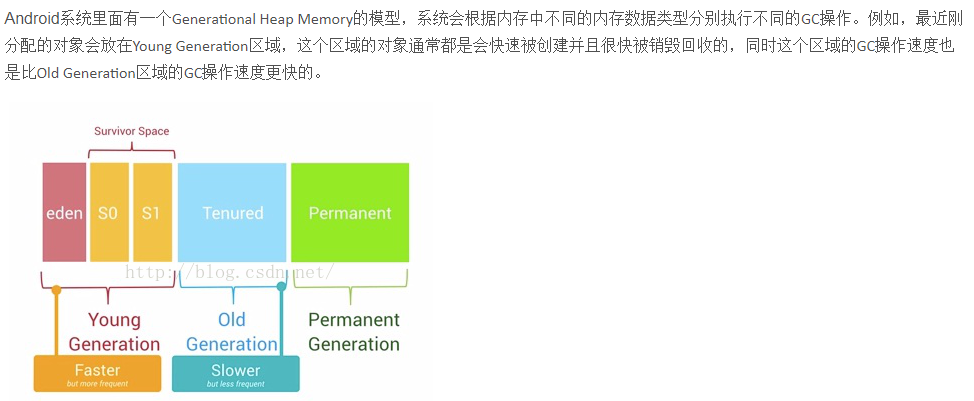 Android系统里面有一个Generational Heap Memory的模型，系统会根据内存中不同的内存数据类型分别执行不同的GC操作。例如，最近刚
分配的对象会放在Young Generation区域，这个区域的对象通常都是会快速被创建并且很快被销毁回收的，同时这个区域的GC操作速度也
是比Old Generation区域的GC操作速度更快的。
Survivor Space
eden
S0
S1
Tenured
Permanent
http://blog.csdn.net/
Young
Generation
Old
Generation
Permanent
Generation
Faster
but more frequent
Slower
but less frequent